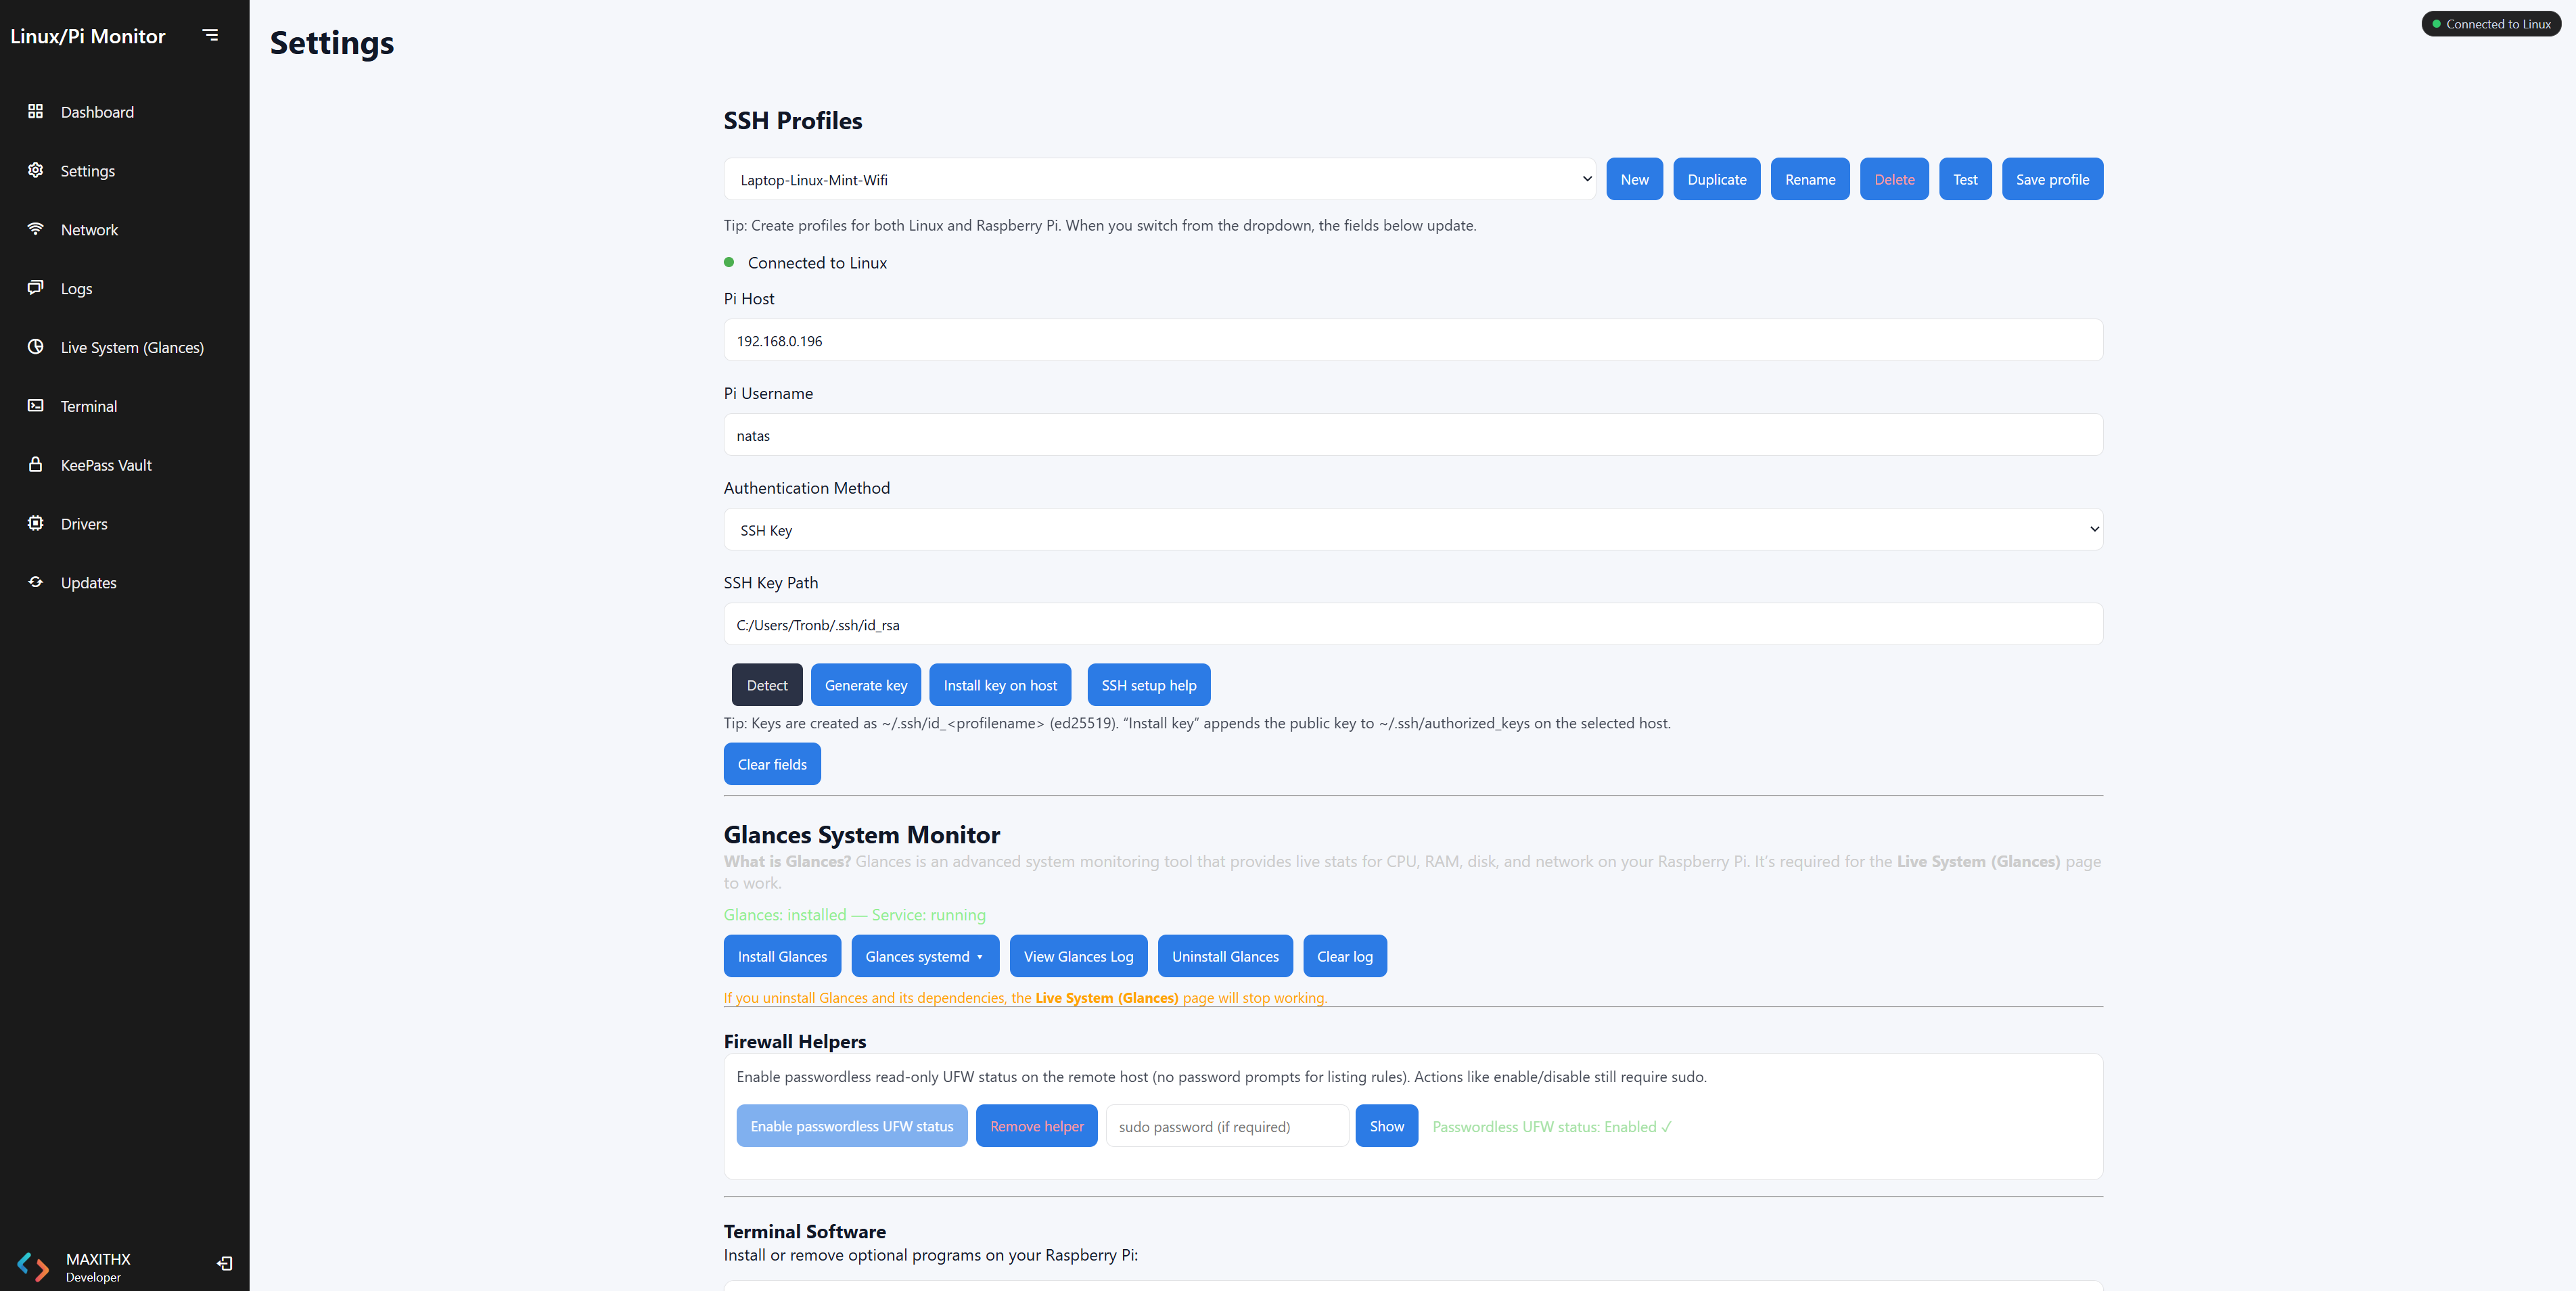 Linux/Pi Monitor
Dashboard
Settings
Network
Logs
Live System (Glances)
Terminal
KeePass Vault
Drivers
Updates
MAXITHX
Developer
Settings
Connected to Linux
SSH Profiles
Laptop-Linux-Mint-Wifi
New
Duplicate
Rename
Delete
Test
Save profile
Tip: Create profiles for both Linux and Raspberry Pi. When you switch from the dropdown, the fields below update.
Connected to Linux
Pi Host
192.168.0.196
Pi Username
natas
Authentication Method
SSH Key
SSH Key Path
C:/Users/Tronb/.ssh/id_rsa
Detect
Generate key
Install key on host
SSH setup help
Tip: Keys are created as ~/.ssh/id_<profilename> (ed25519). “Install key” appends the public key to ~/.ssh/authorized_keys on the selected host.
Clear fields
Glances System Monitor
What is Glances? Glances is an advanced system monitoring tool that provides live stats for CPU, RAM, disk, and network on your Raspberry Pi. It's required for the Live System (Glances) page
to work.
Glances: installed — Service: running
Install Glances
Glances systemd ▾
View Glances Log
Uninstall Glances
Clear log
If you uninstall Glances and its dependencies, the Live System (Glances) page will stop working.
Firewall Helpers
Enable passwordless read-only UFW status on the remote host (no password prompts for listing rules). Actions like enable/disable still require sudo.
Enable passwordless UFW status
Remove helper
sudo password (if required)
Show
Passwordless UFW status: Enabled ✓
Terminal Software
Install or remove optional programs on your Raspberry Pi: